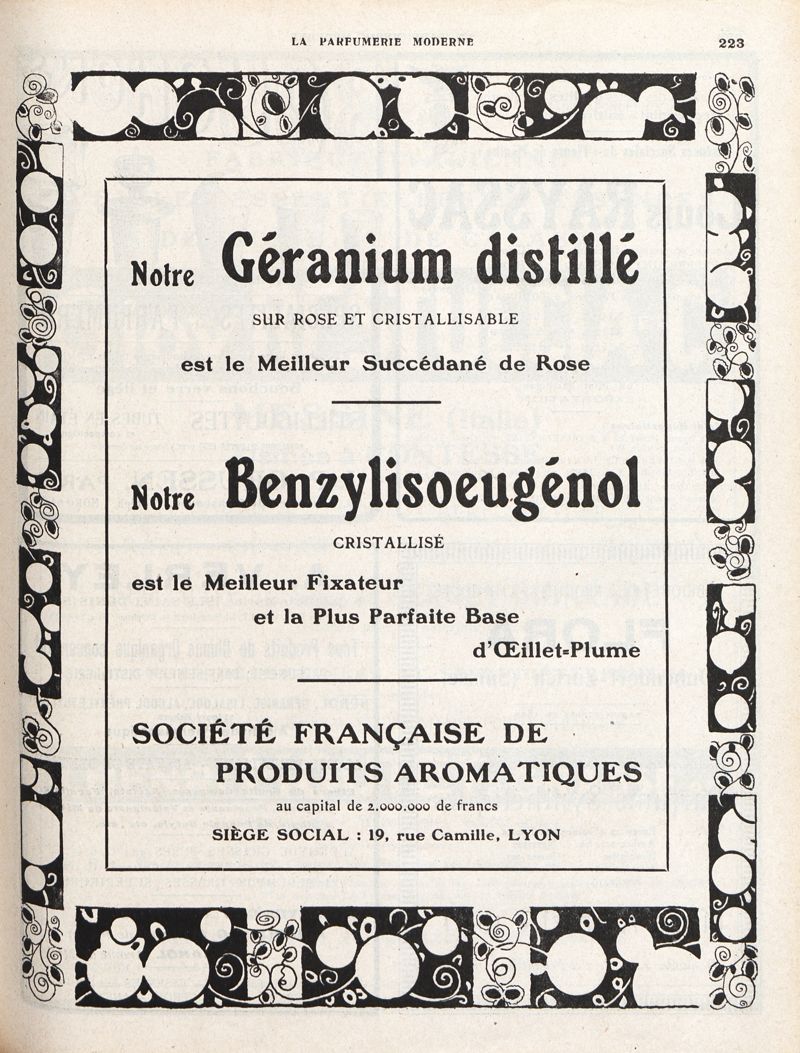 LA PARFUMERIE MODERNE
223
Notre Géranium distillé
SUR ROSE ET CRISTALLISABLE
est le Meilleur Succédané de Rose
Notre Benzylisoeugénol
CRISTALLISÉ
est le Meilleur Fixateur
et la Plus Parfaite Base
d'Œillet-Plume
SOCIÉTÉ FRANÇAISE DE
PRODUITS AROMATIQUES
au capital de 2.000.000 de francs
SIÈGE SOCIAL : 19, rue Camille, LYON